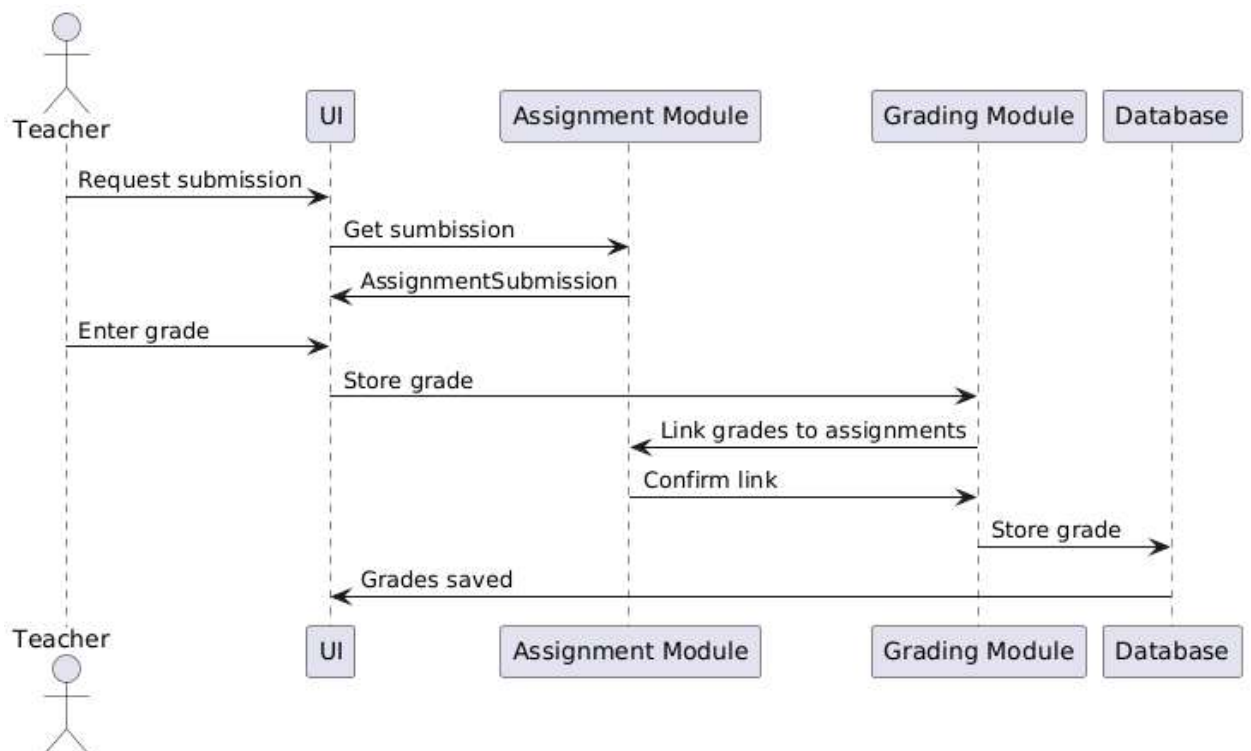 Teacher
UI
Assignment Module
Grading Module
Database
Request submission
Get sumbission
AssignmentSubmission
Enter grade
Store grade
Link grades to assignments
Confirm link
Store grade
Grades saved
Teacher
UI
Assignment Module
Grading Module
Database